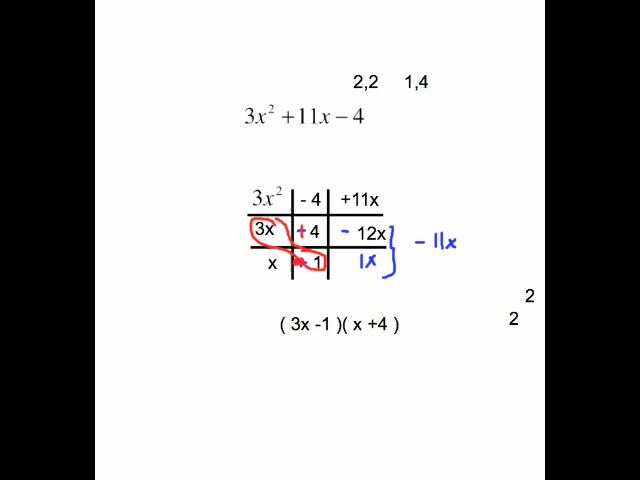 2,2 1,4
3x² + 11x − 4
3x² - 4 +11x
3x + 4 - 12x
x 1 1x
- 11x
2
2
( 3x -1 )( x +4 )